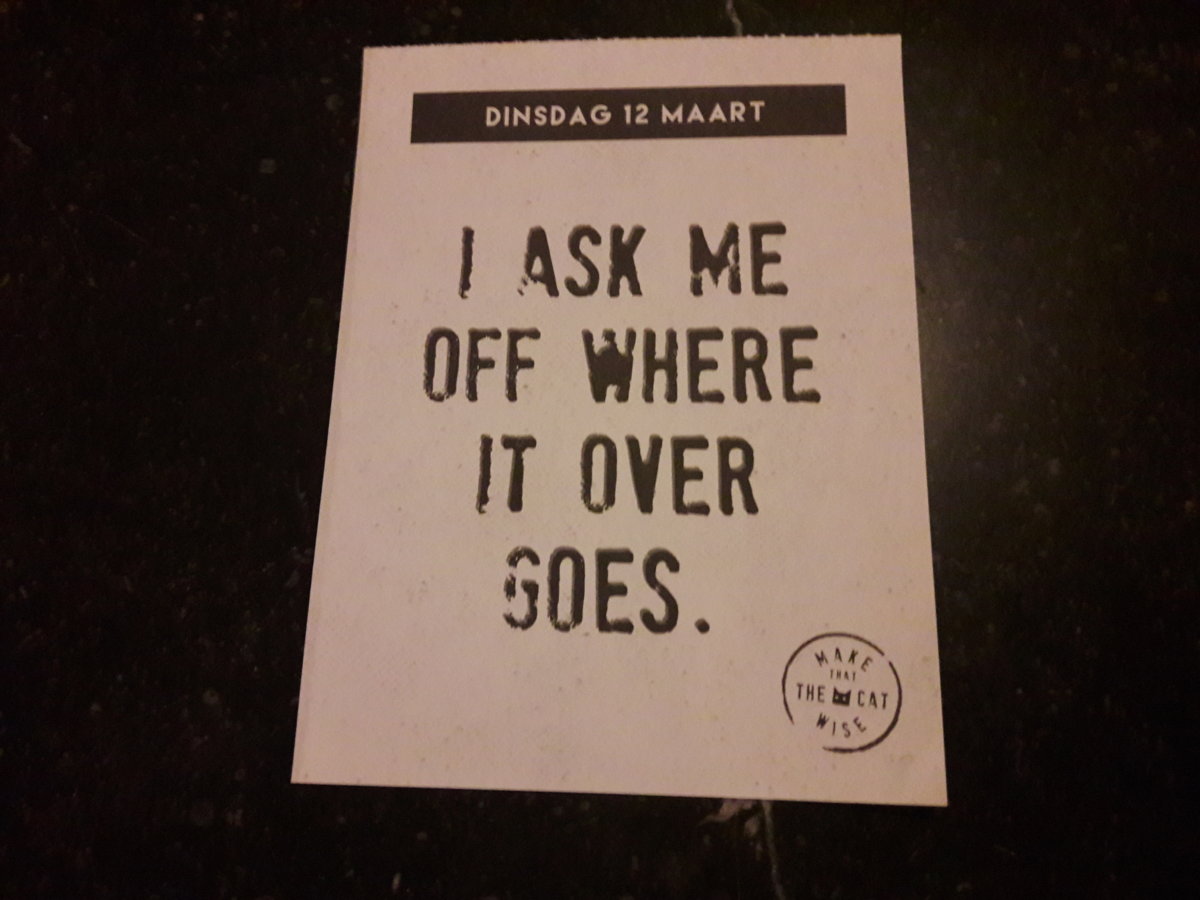 DINSDAG 12 MAART
I ASK ME
OFF WHERE
IT OVER
GOES.
MAKE
THAT
THE CAT
WISE